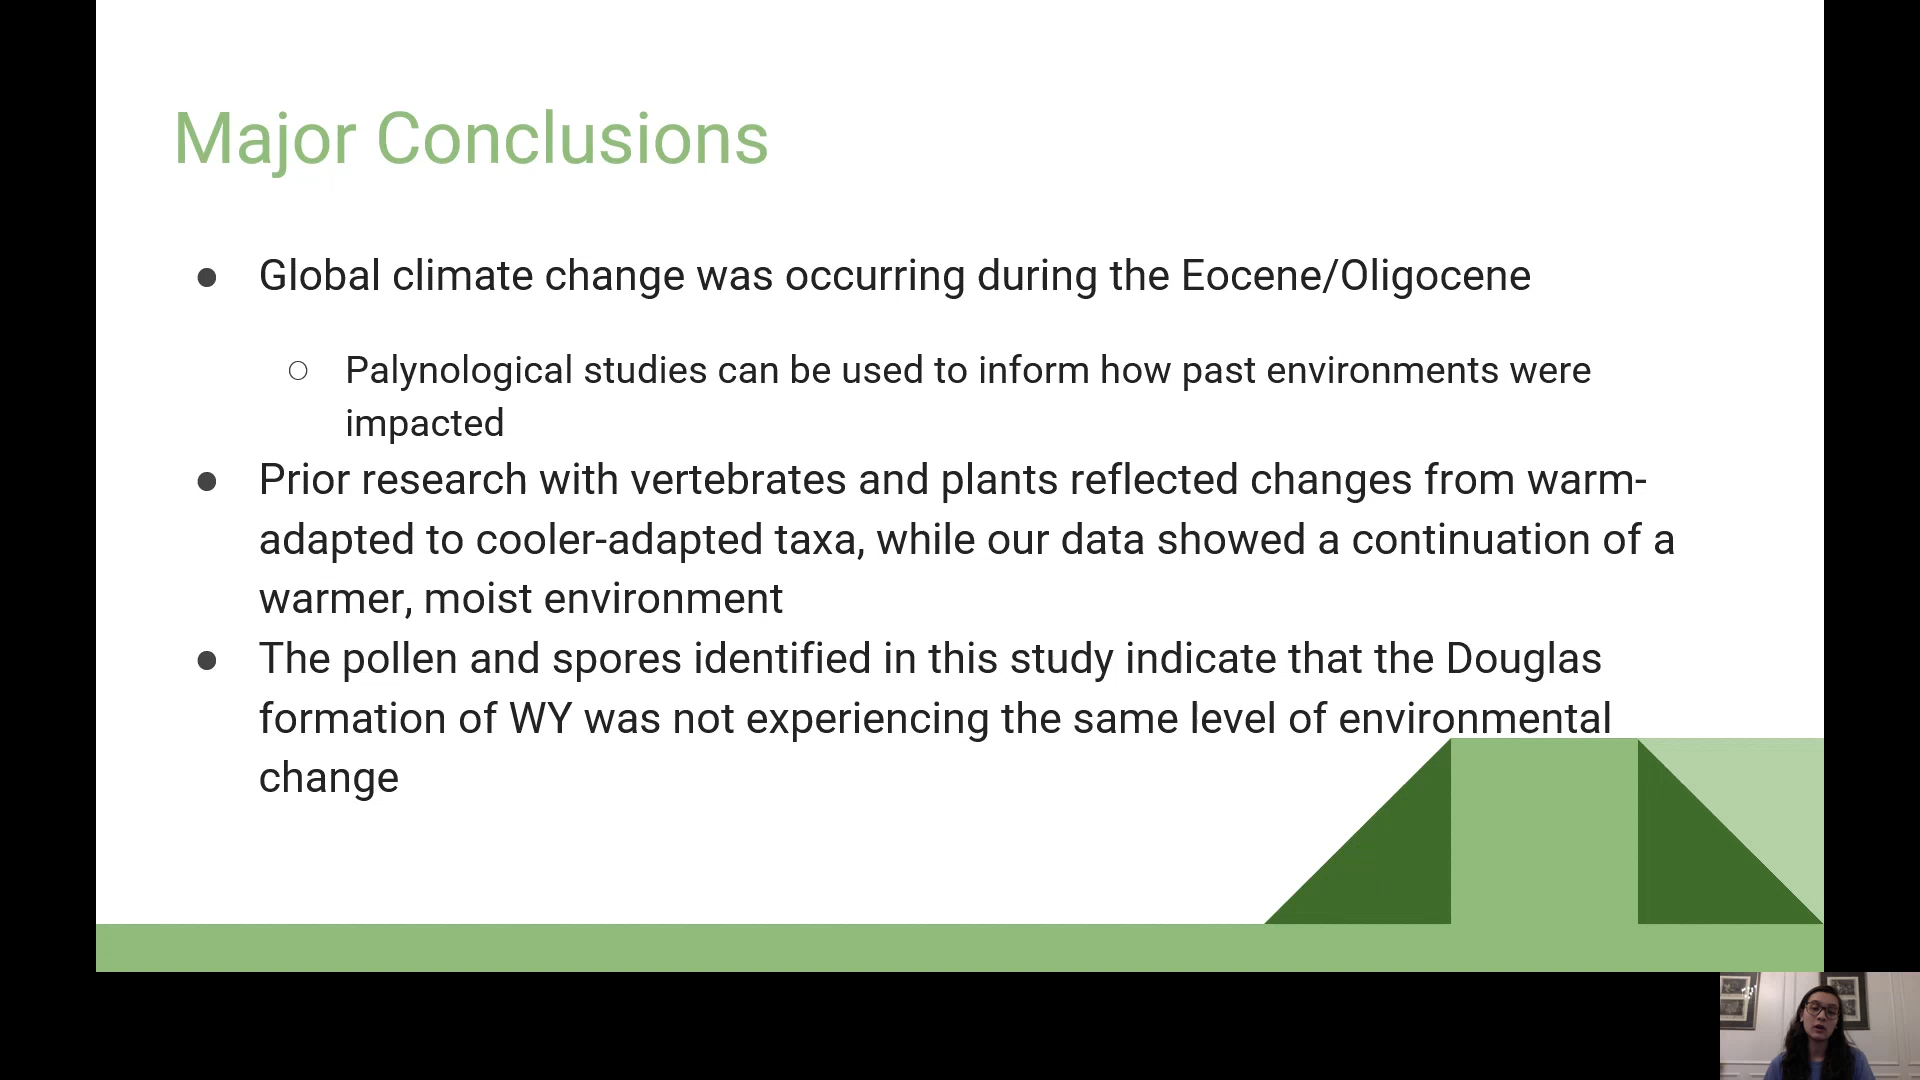 Major Conclusions
● Global climate change was occurring during the Eocene/Oligocene
○ Palynological studies can be used to inform how past environments were
impacted
● Prior research with vertebrates and plants reflected changes from warm-
adapted to cooler-adapted taxa, while our data showed a continuation of a
warmer, moist environment
● The pollen and spores identified in this study indicate that the Douglas
formation of WY was not experiencing the same level of environmental
change